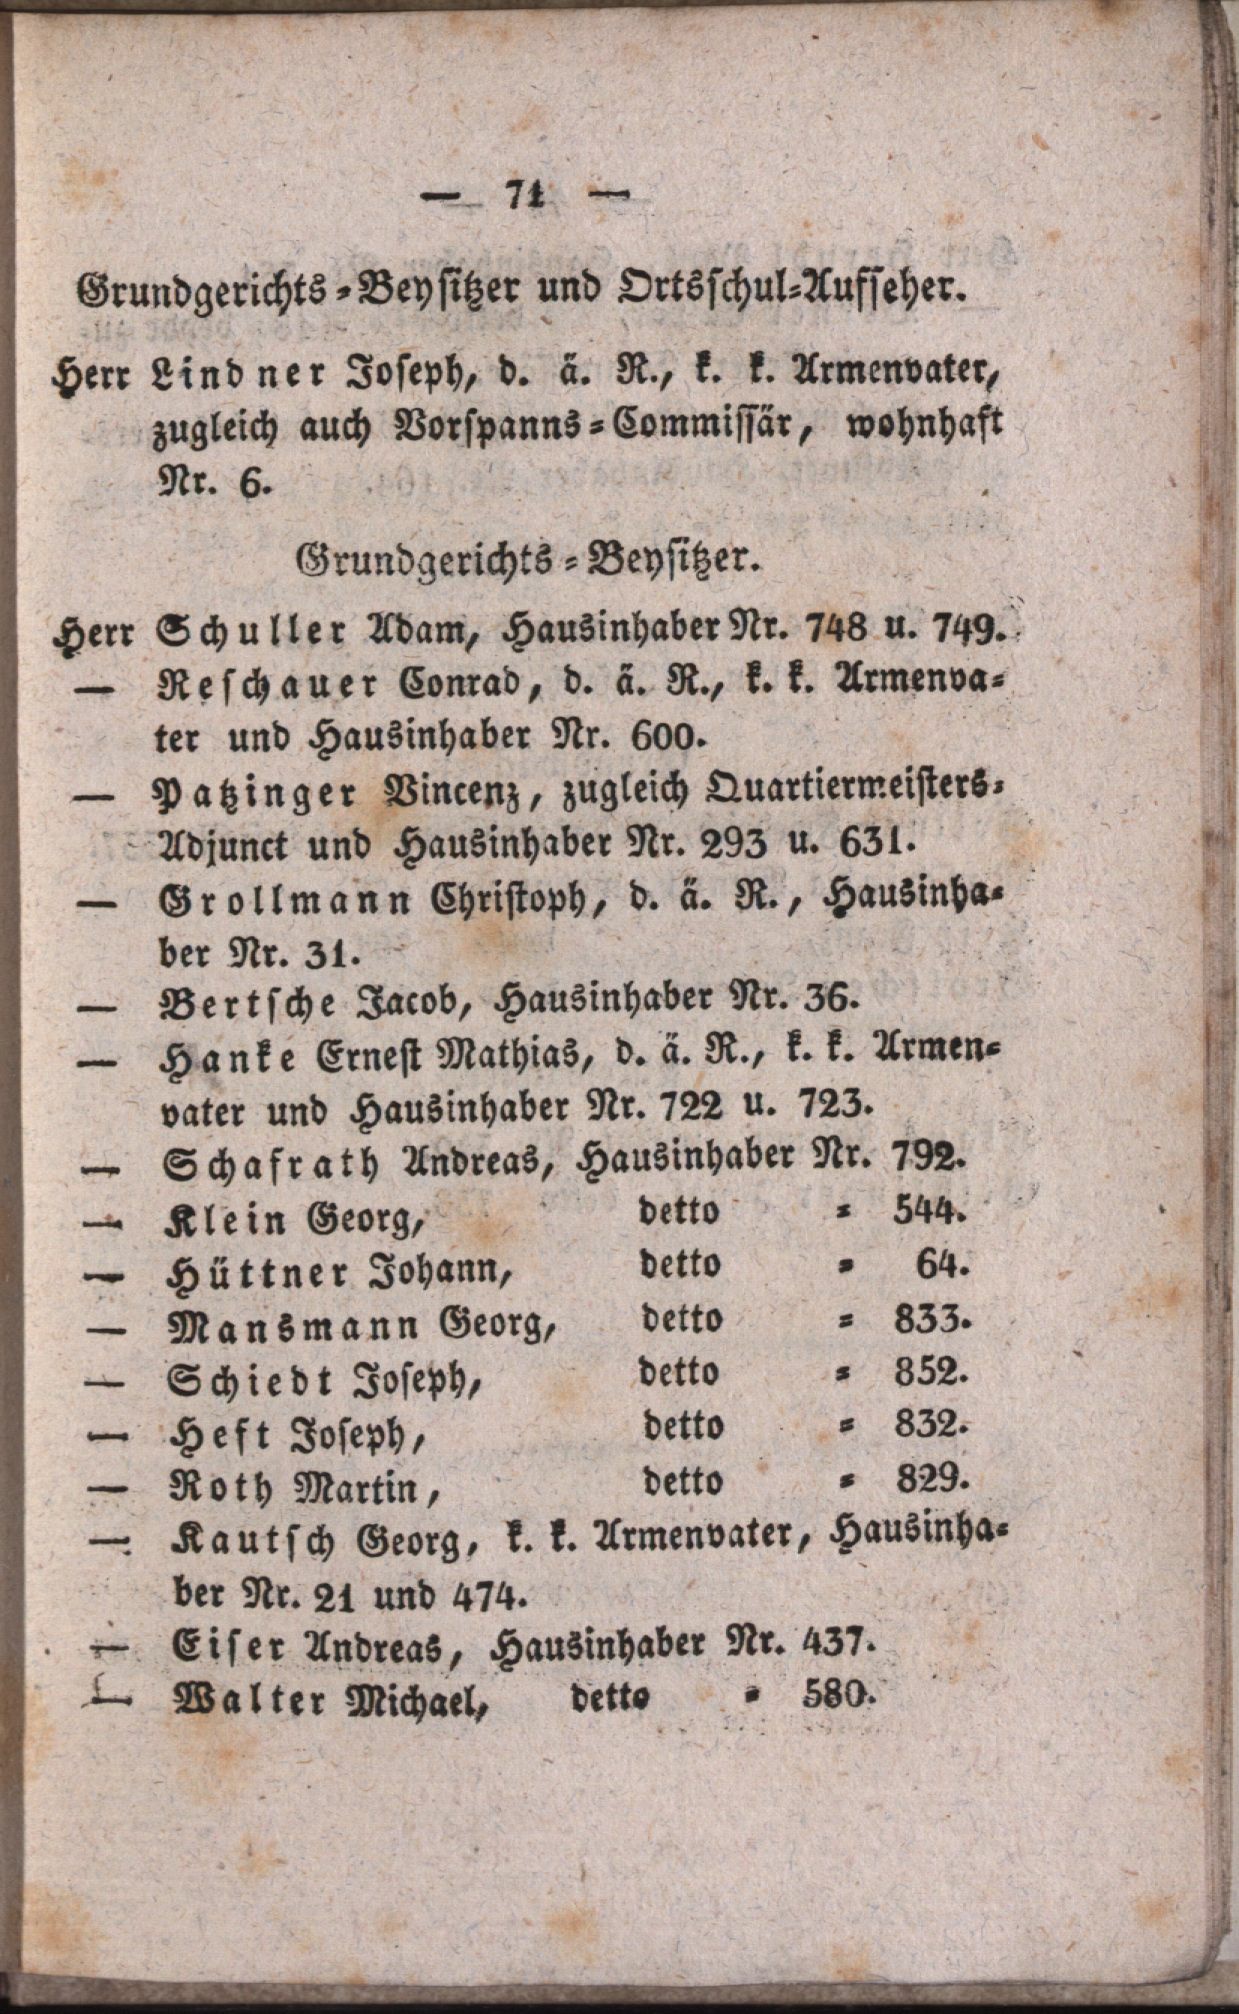 — 71 —
Grundgerichts-Beysitzer und Ortsschul-Aufseher.
Herr Lindner Joseph, d. ä. R., k. k. Armenvater,
zugleich auch Vorspanns-Commissär, wohnhaft
Nr. 6.
Grundgerichts-Beysitzer.
Herr Schuller Adam, Hausinhaber Nr. 748 u. 749.
— Reschauer Conrad, d. ä. R., k. k. Armenva-
ter und Hausinhaber Nr. 600.
— Patzinger Vincenz, zugleich Quartiermeisters-
Adjunct und Hausinhaber Nr. 293 u. 631.
— Grollmann Christoph, d. ä. R., Hausinha-
ber Nr. 31.
— Bertsche Jacob, Hausinhaber Nr. 36.
— Hanke Ernest Mathias, d. ä. R., k. k. Armen-
vater und Hausinhaber Nr. 722 u. 723.
— Schafrath Andreas, Hausinhaber Nr. 792.
— Klein Georg, detto = 544.
— Hüttner Johann, detto = 64.
— Mansmann Georg, detto = 833.
— Schiedt Joseph, detto = 852.
— Heft Joseph, detto = 832.
— Roth Martin, detto = 829.
— Kautsch Georg, k. k. Armenvater, Hausinha-
ber Nr. 21 und 474.
— Eiser Andreas, Hausinhaber Nr. 437.
— Walter Michael, detto = 580.